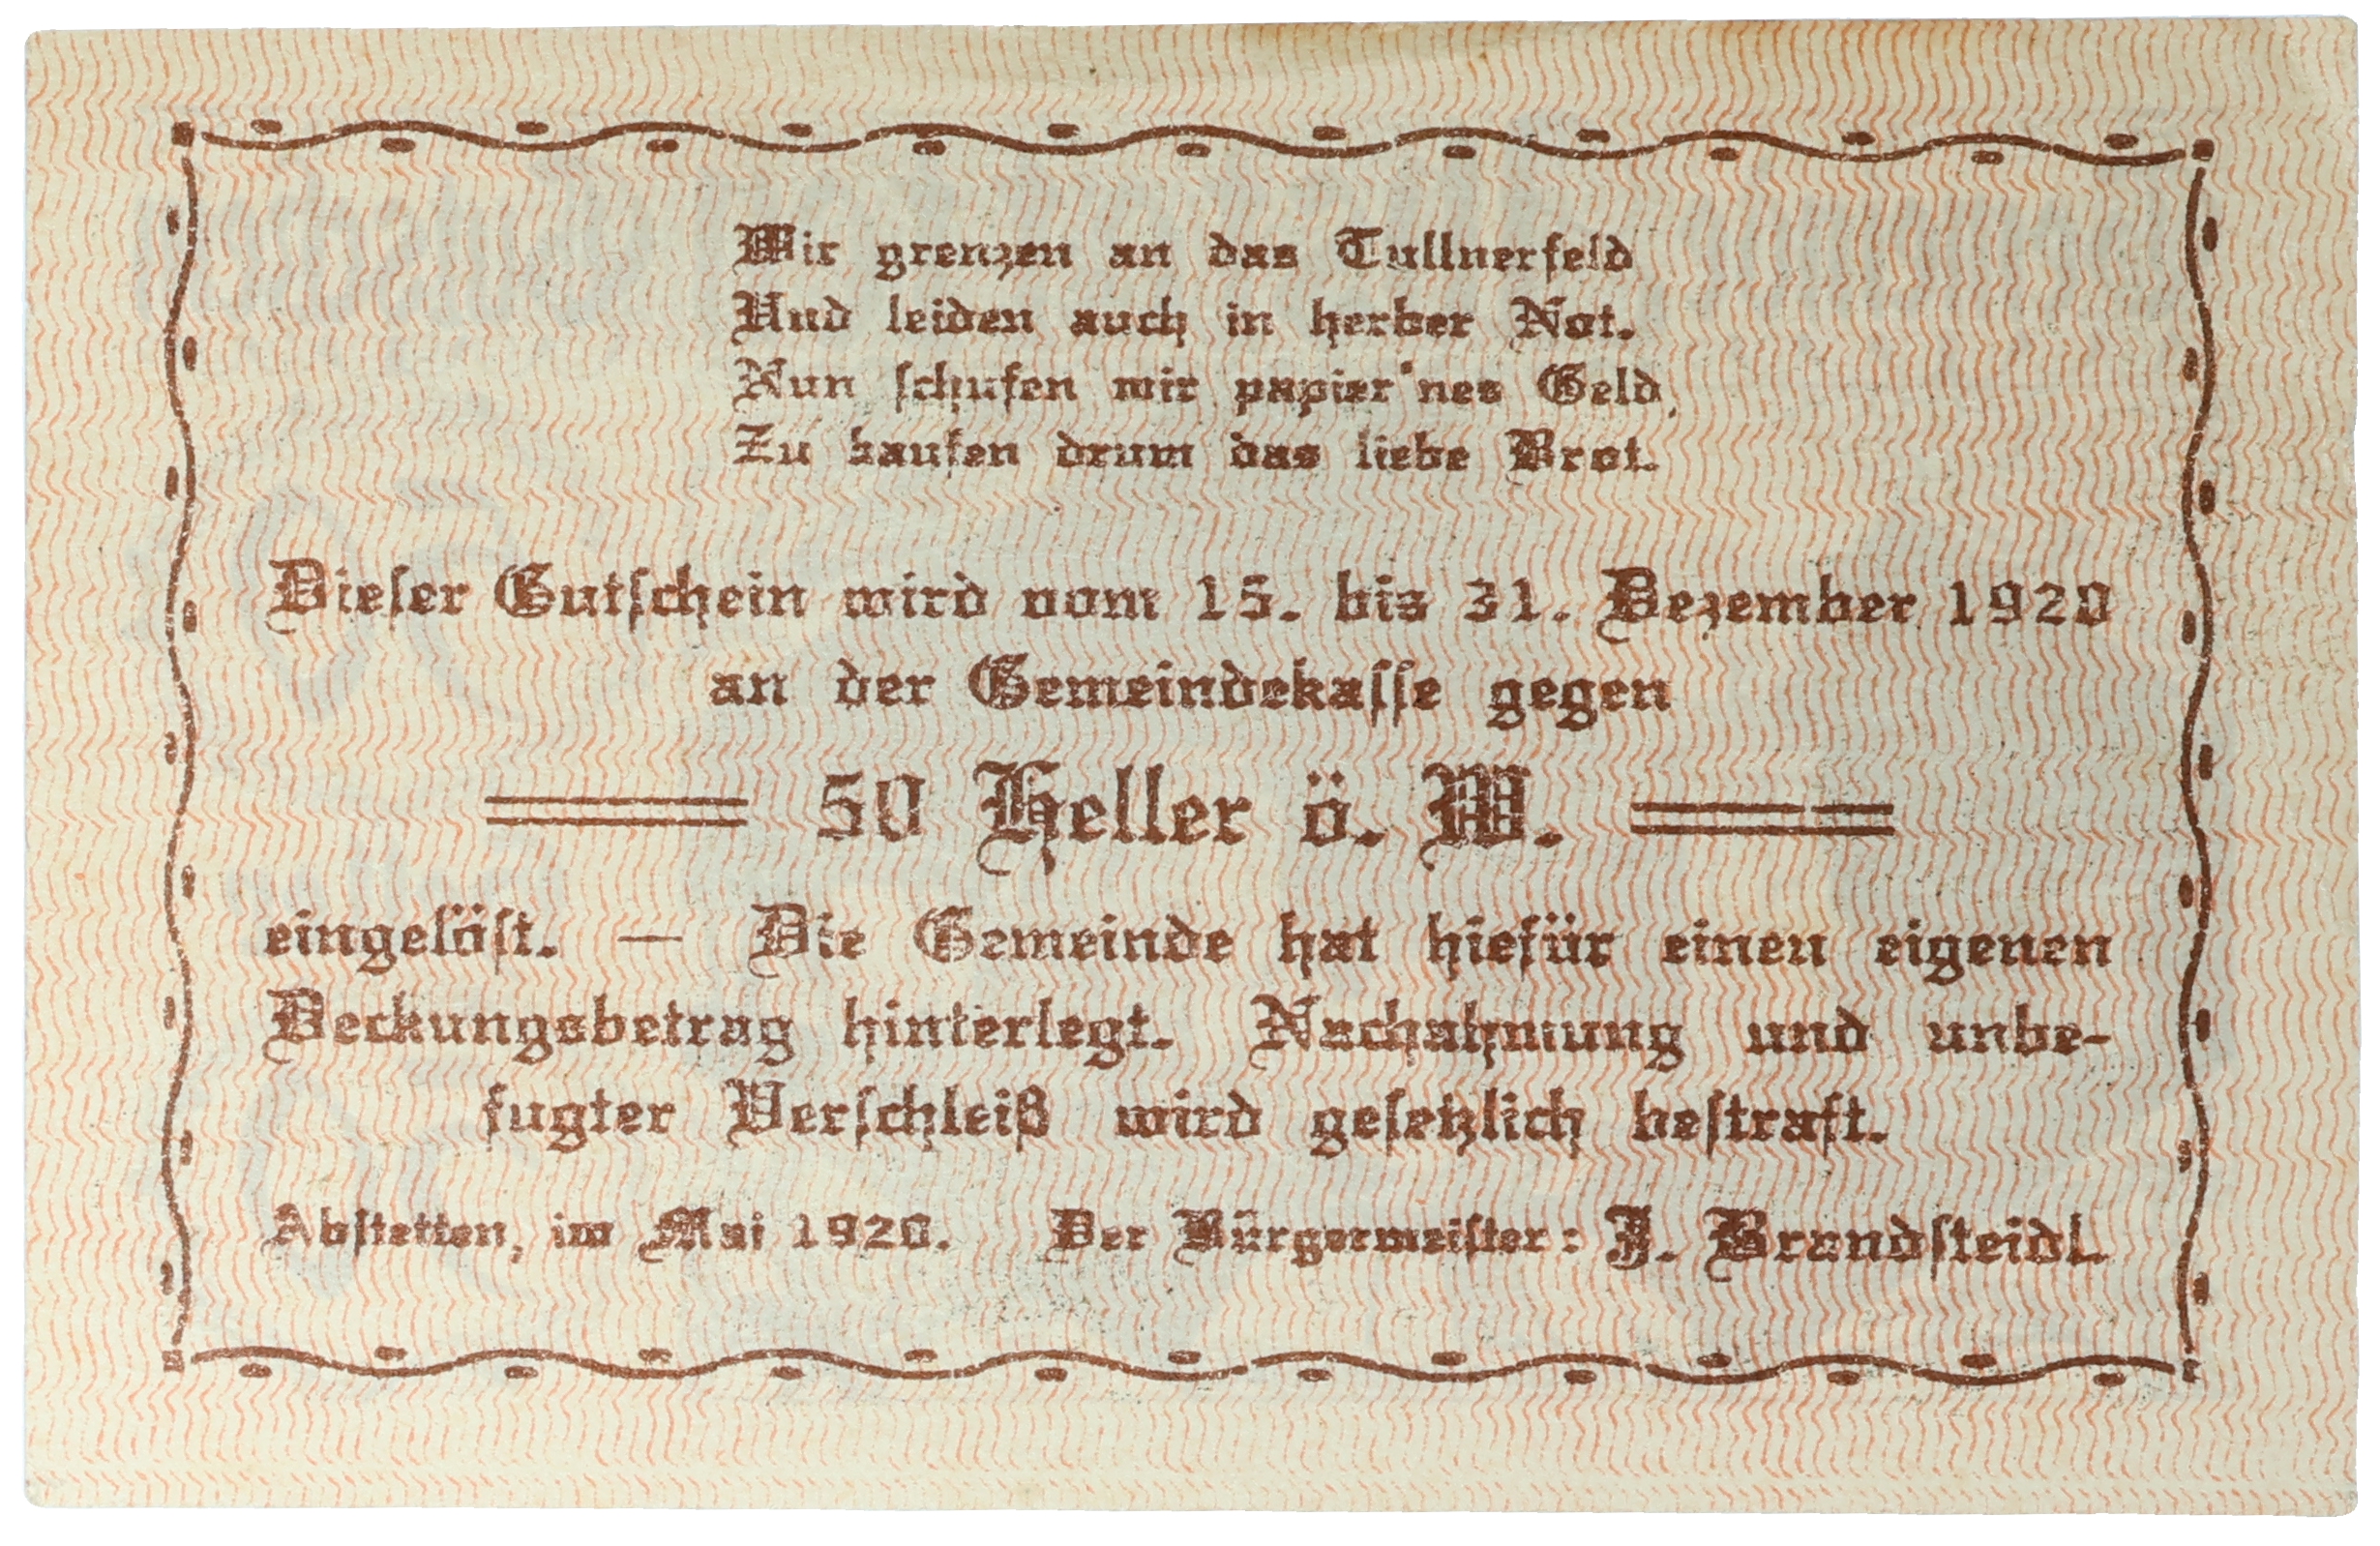 Wir grenzen an das Tullnerfeld
Und leiden auch in herber Not.
Nun schufen wir papier'nes Geld,
Zu kaufen drum das liebe Brot.
Dieser Gutschein wird vom 15. bis 31. Dezember 1920
an der Gemeindekasse gegen
50 Heller ö. W.
eingelöst. — Die Gemeinde hat hiefür einen eigenen
Deckungsbetrag hinterlegt. Nachahmung und unbe-
fugter Verschleiß wird gesetzlich bestraft.
Abstetten, im Mai 1920. Der Bürgermeister: J. Brandsteidl.